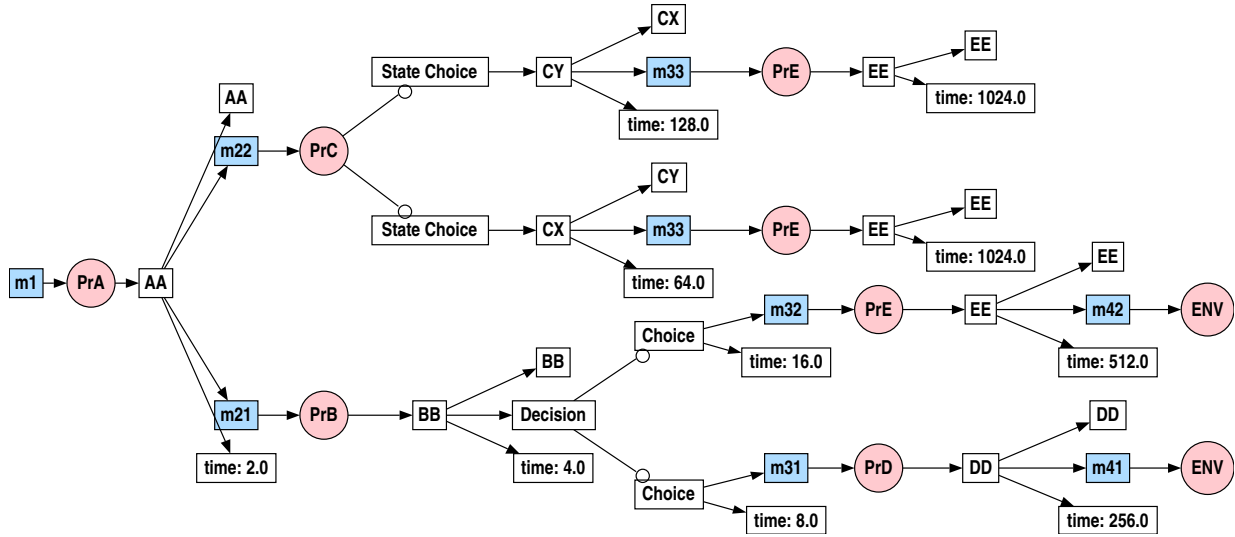 CX
State Choice
CY
m33
PrE
EE
EE
time: 1024.0
time: 128.0
AA
m22
PrC
CY
State Choice
CX
m33
PrE
EE
EE
time: 1024.0
time: 64.0
m1
PrA
AA
m21
PrB
BB
BB
Decision
time: 2.0
time: 4.0
Choice
m32
PrE
EE
EE
m42
ENV
time: 16.0
time: 512.0
Choice
m31
PrD
DD
DD
m41
ENV
time: 8.0
time: 256.0